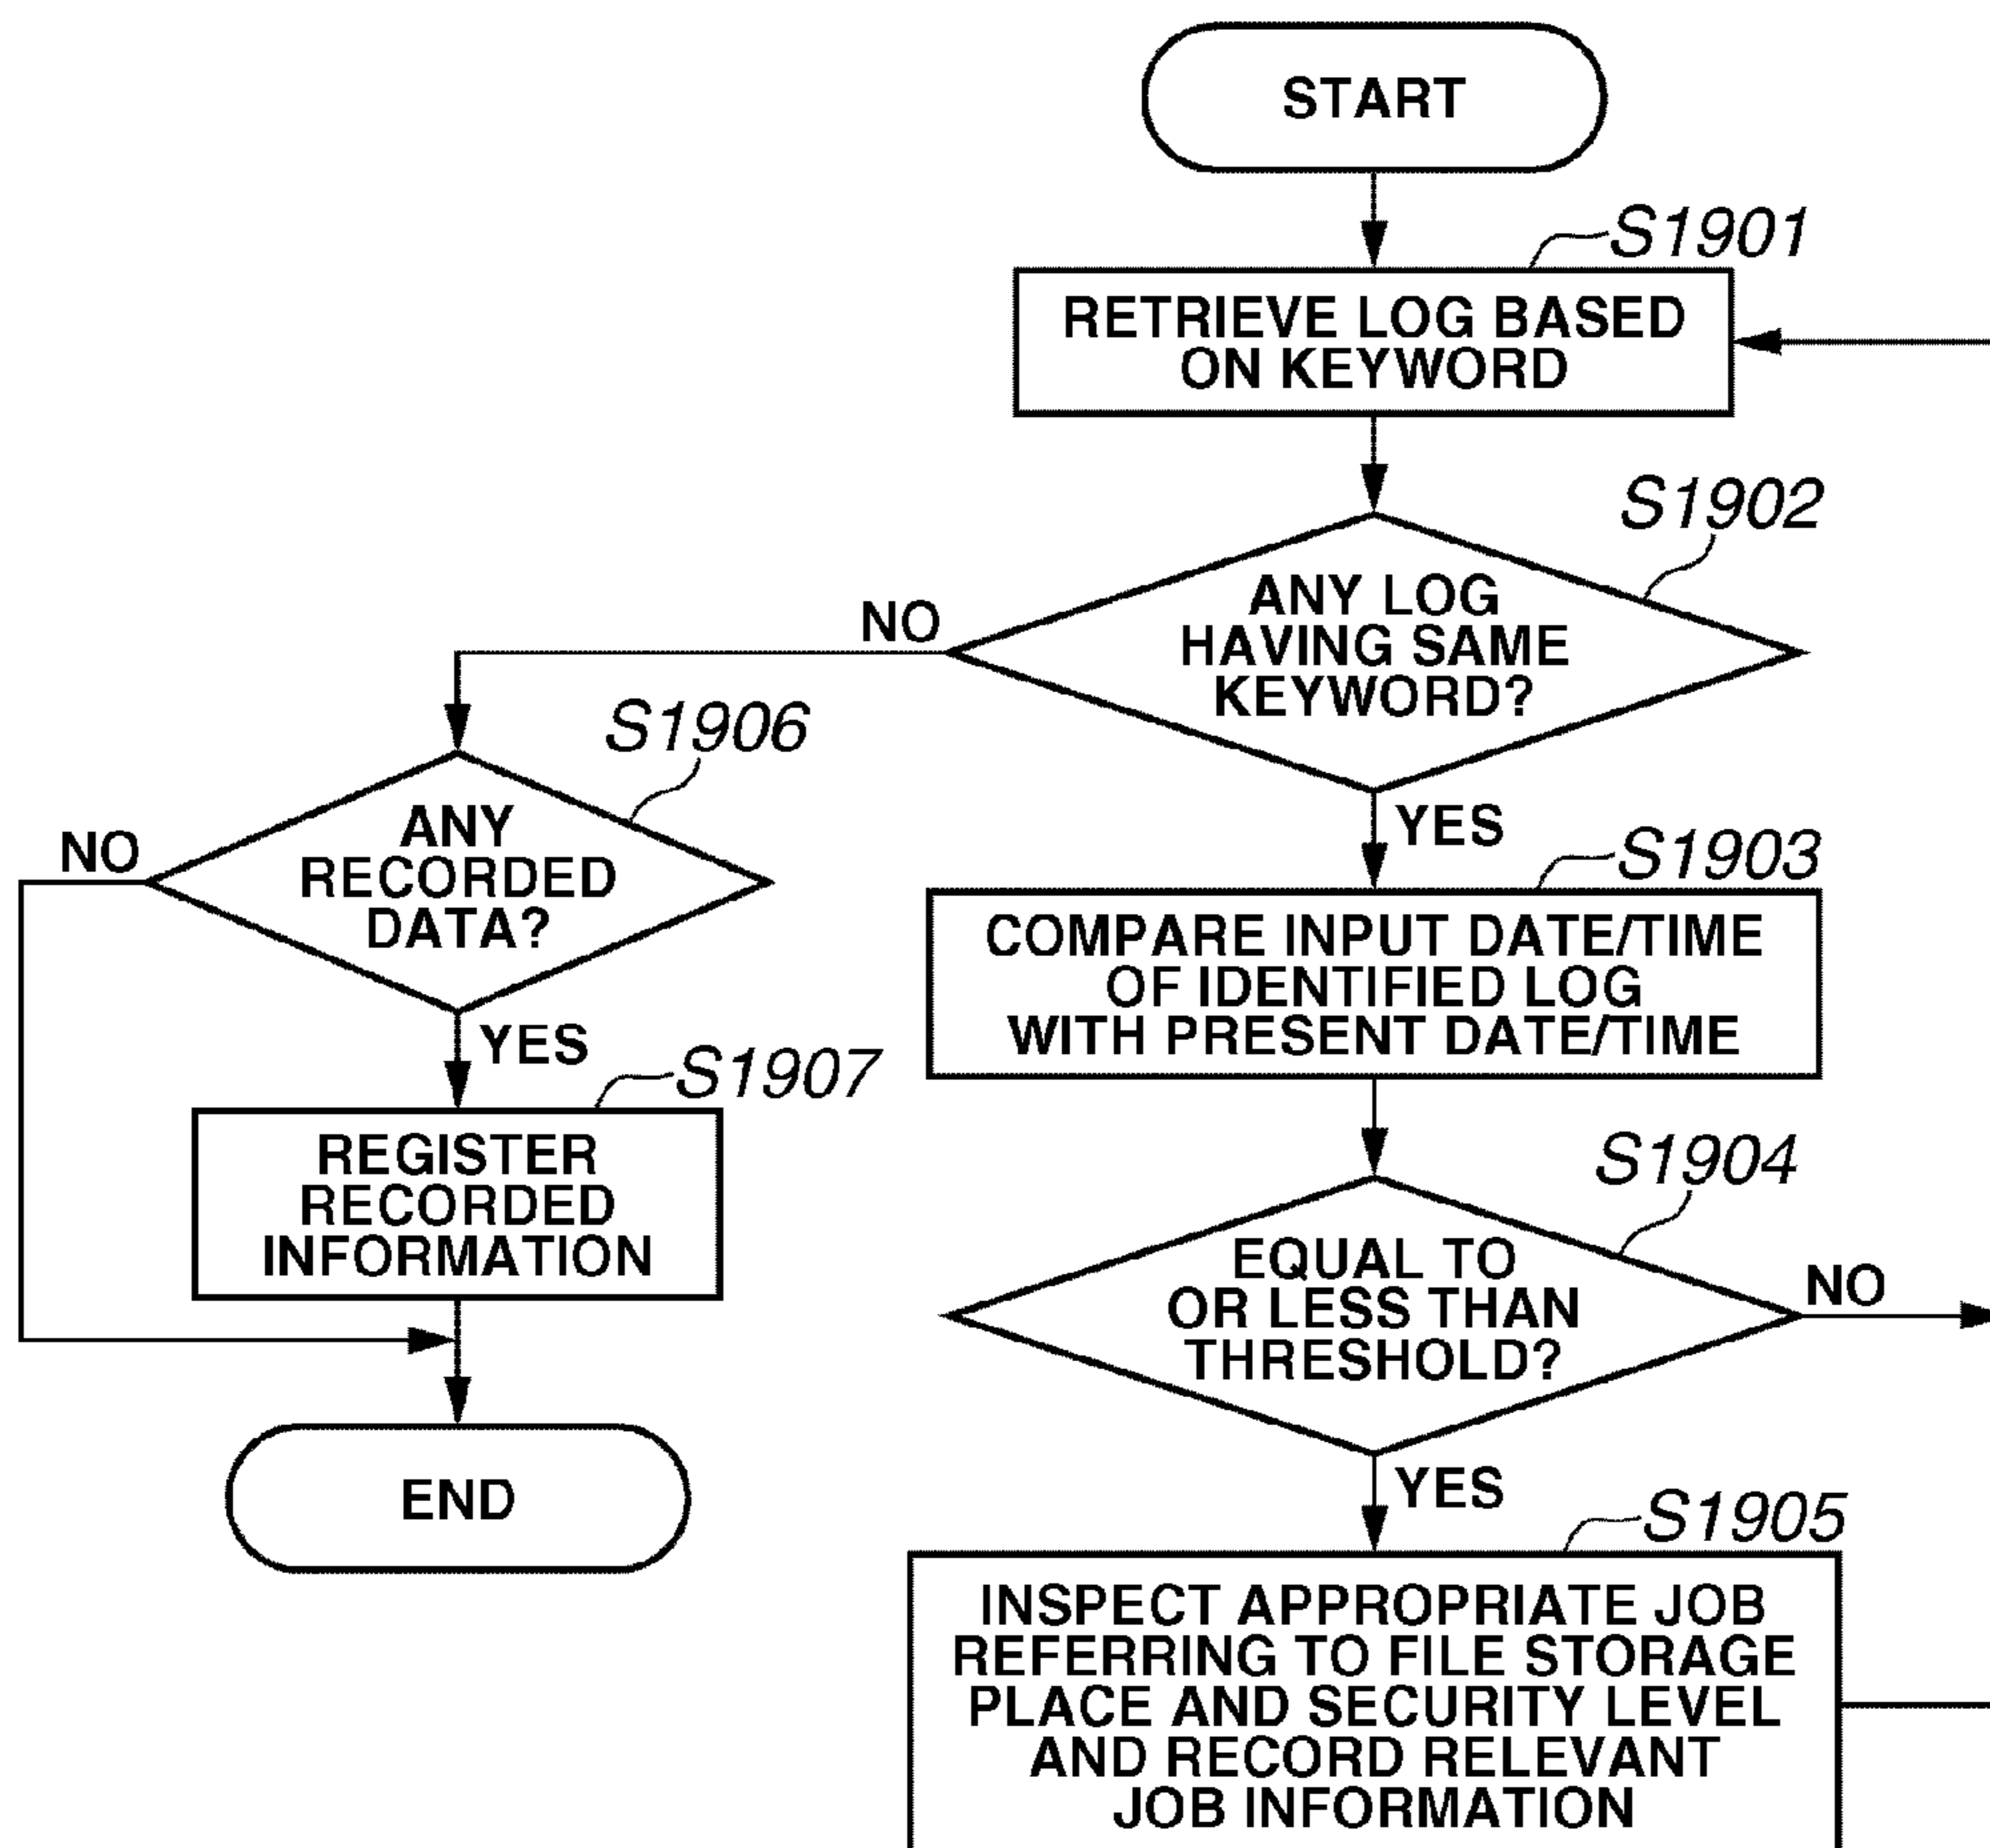 START
S1901
RETRIEVE LOG BASED
ON KEYWORD
S1902
ANY LOG
HAVING SAME
KEYWORD?
NO
YES
S1906
ANY
RECORDED
DATA?
NO
YES
S1903
COMPARE INPUT DATE/TIME
OF IDENTIFIED LOG
WITH PRESENT DATE/TIME
S1907
REGISTER
RECORDED
INFORMATION
S1904
EQUAL TO
OR LESS THAN
THRESHOLD?
NO
YES
END
S1905
INSPECT APPROPRIATE JOB
REFERRING TO FILE STORAGE
PLACE AND SECURITY LEVEL
AND RECORD RELEVANT
JOB INFORMATION